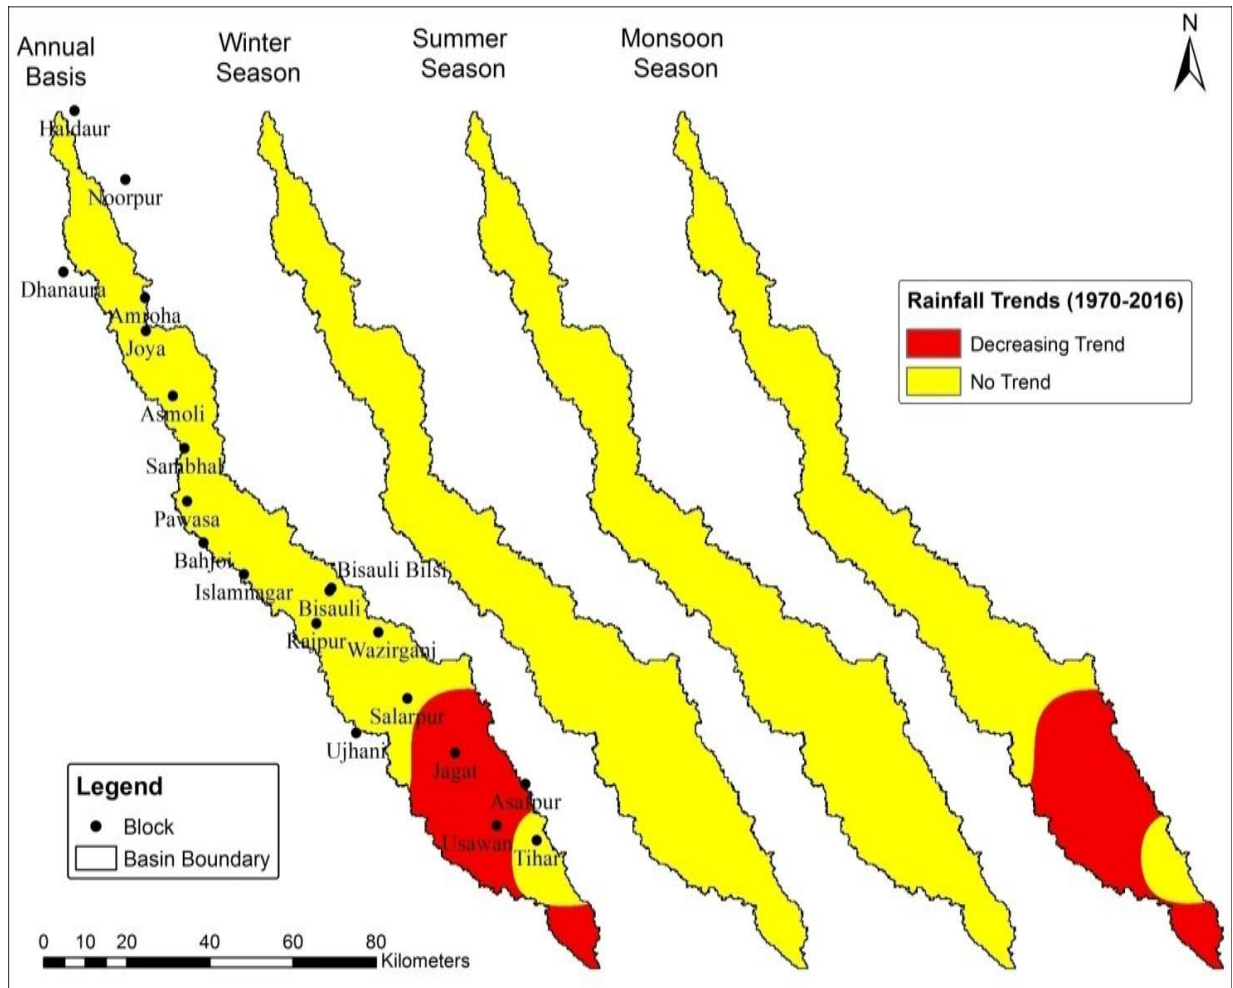 Annual
Basis
Winter
Season
Summer
Season
Monsoon
Season
N
Haldaur
Noorpur
Dhanaura
Amroha
Joya
Asmoli
Sambhal
Pawasa
Bahjoi
Islamnagar
Bisauli Bilsi
Bisauli
Rajpur
Wazirganj
Salarpur
Ujhani
Jagat
Asafpur
Usawan
Tihar
Rainfall Trends (1970-2016)
Decreasing Trend
No Trend
Legend
Block
Basin Boundary
0 10 20 40 60 80
Kilometers